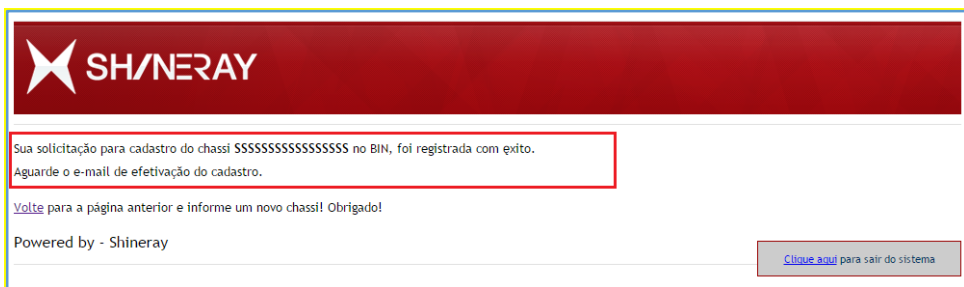 SHINERAY
Sua solicitação para cadastro do chassi SSSSSSSSSSSSSSSSS no BIN, foi registrada com ęxito.
Aguarde o e-mail de efetivação do cadastro.
Volte para a página anterior e informe um novo chassi! Obrigado!
Powered by - Shineray
Clique aqui para sair do sistema